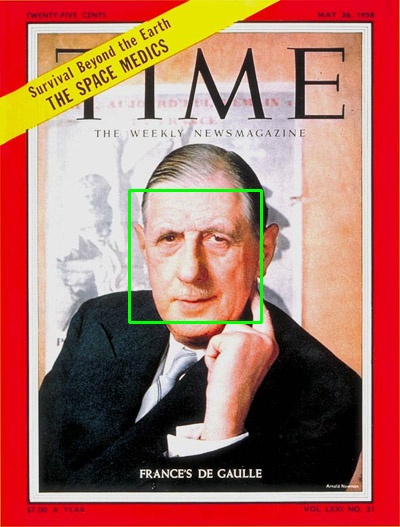 TWENTY-FIVE CENTS
MAY 26, 1958
Survival Beyond the Earth
THE SPACE MEDICS
TIME
THE WEEKLY NEWSMAGAZINE
FRANCE'S DE GAULLE
Arnold Newman
$7.00 A YEAR
VOL. LXXI NO. 21